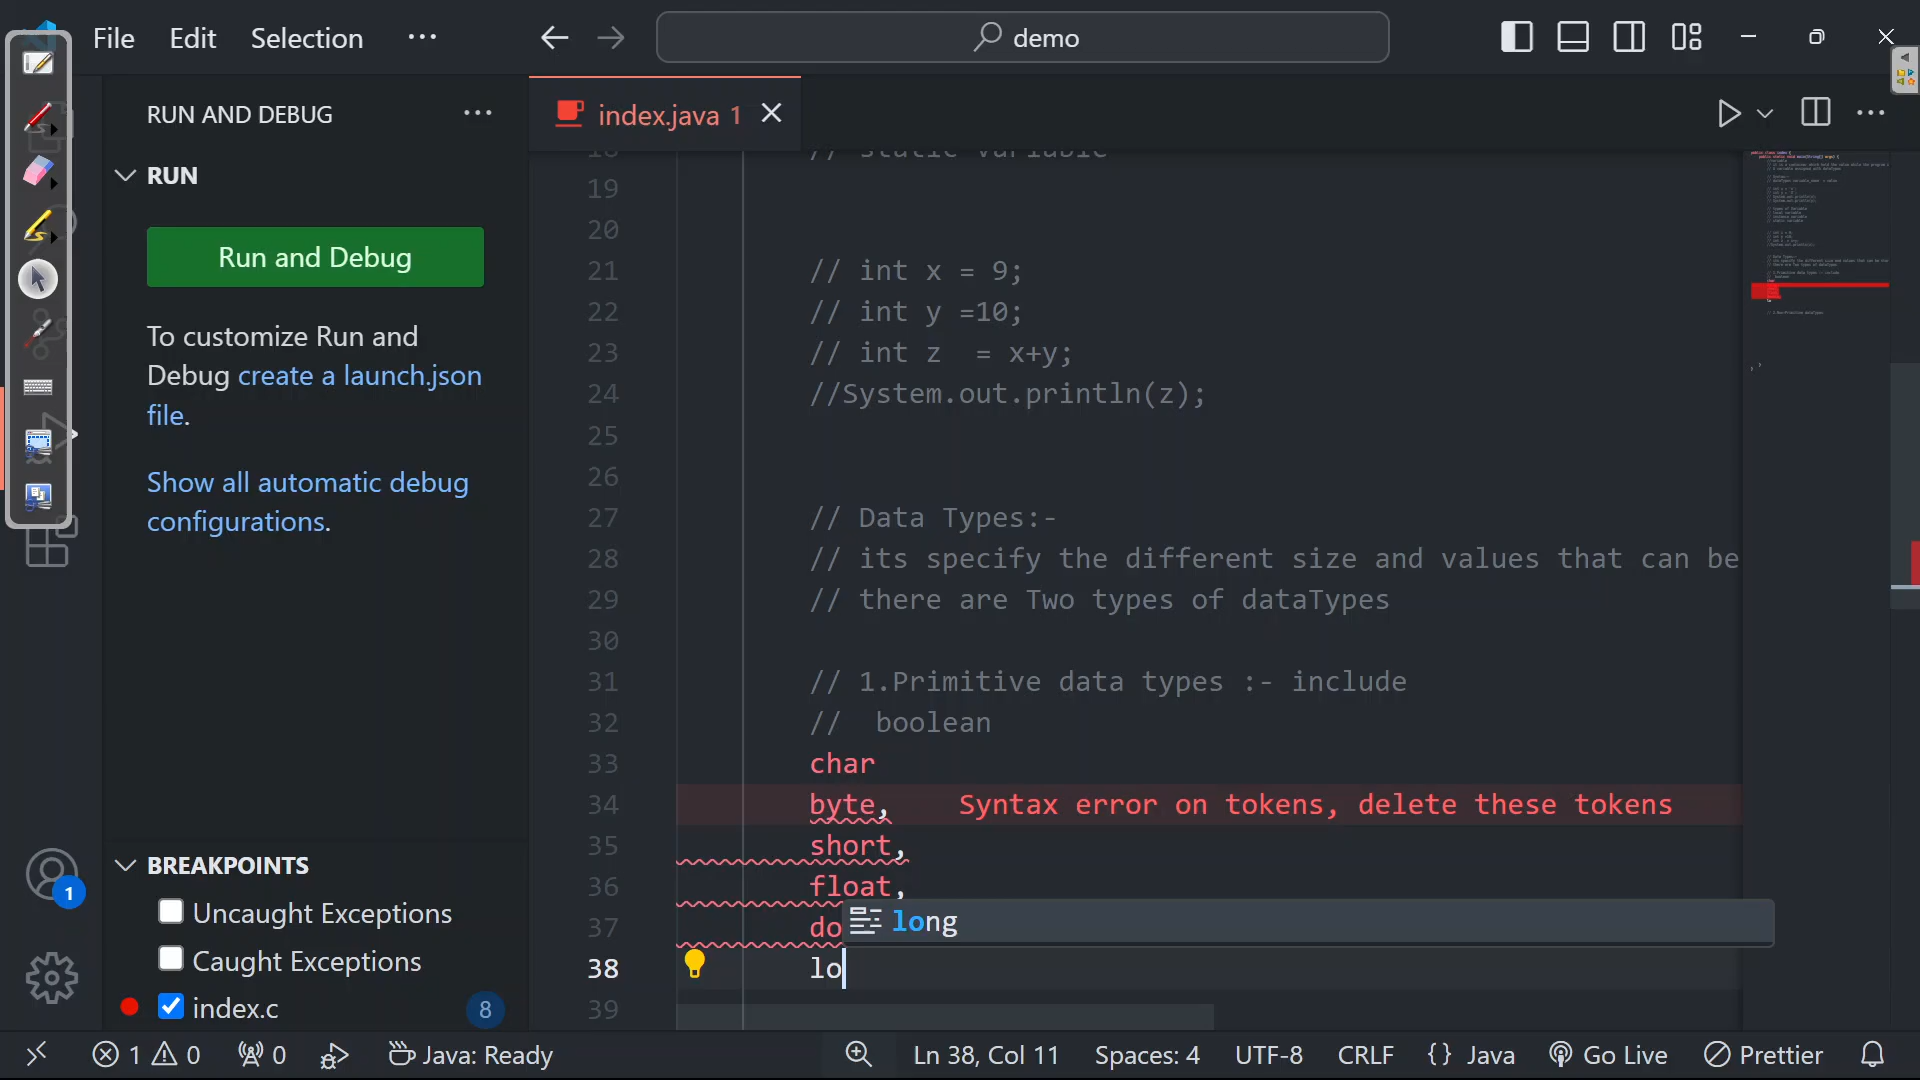 File Edit Selection ··· demo
RUN AND DEBUG ···
RUN
Run and Debug
To customize Run and
Debug create a launch.json
file.
Show all automatic debug
configurations.
BREAKPOINTS
Uncaught Exceptions
Caught Exceptions
index.c 8
1
index.java 1
// static variable
19
20
21 // int x = 9;
22 // int y =10;
23 // int z  = x+y;
24 //System.out.println(z);
25
26
27 // Data Types:-
28 // its specify the different size and values that can be
29 // there are Two types of dataTypes
30
31 // 1.Primitive data types :- include
32 //  boolean
33 char
34 byte, Syntax error on tokens, delete these tokens
35 short,
36 float,
37 do
long
38 lo
39
1 0 0 Java: Ready Ln 38, Col 11 Spaces: 4 UTF-8 CRLF {} Java Go Live Prettier